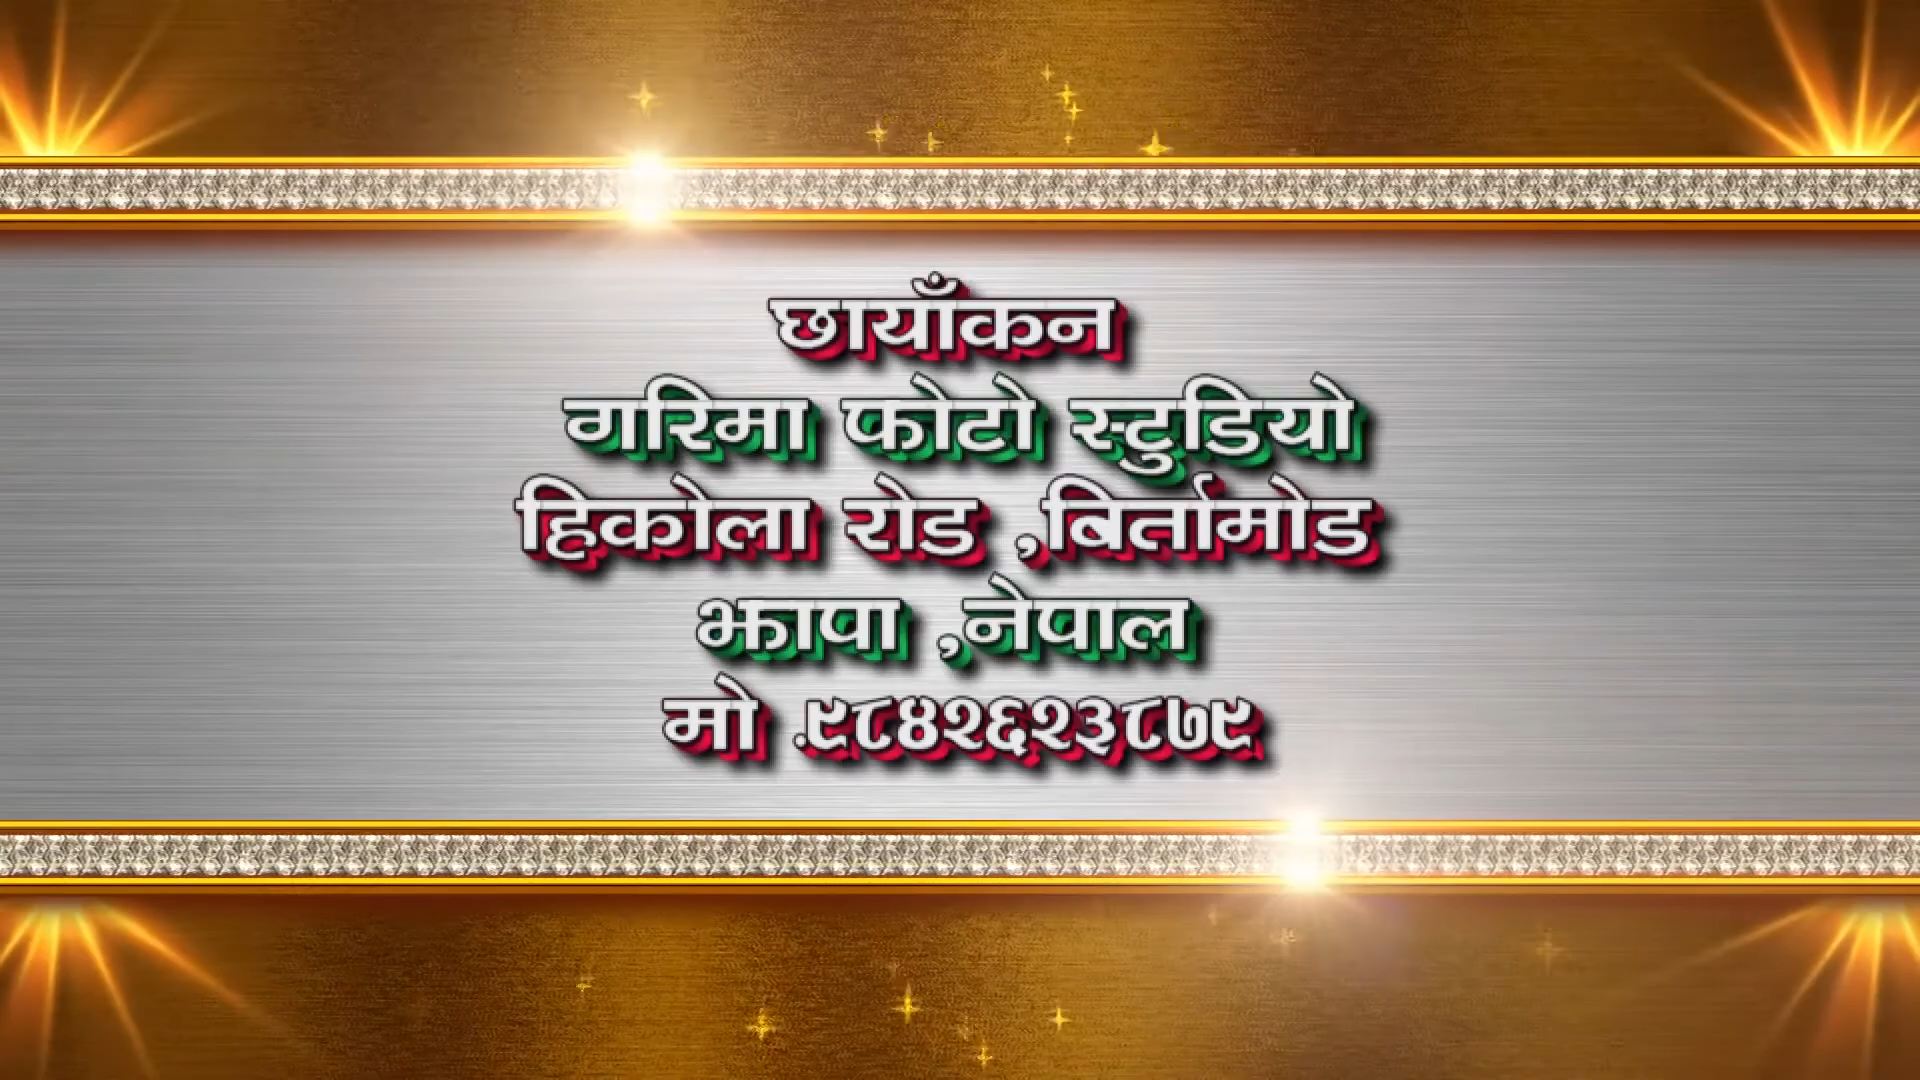 छायाँकन
गरिमा फोटो स्टुडियो
हिकोला रोड ,बिर्तामोड
झापा ,नेपाल
मो .९८४२६२३८७९